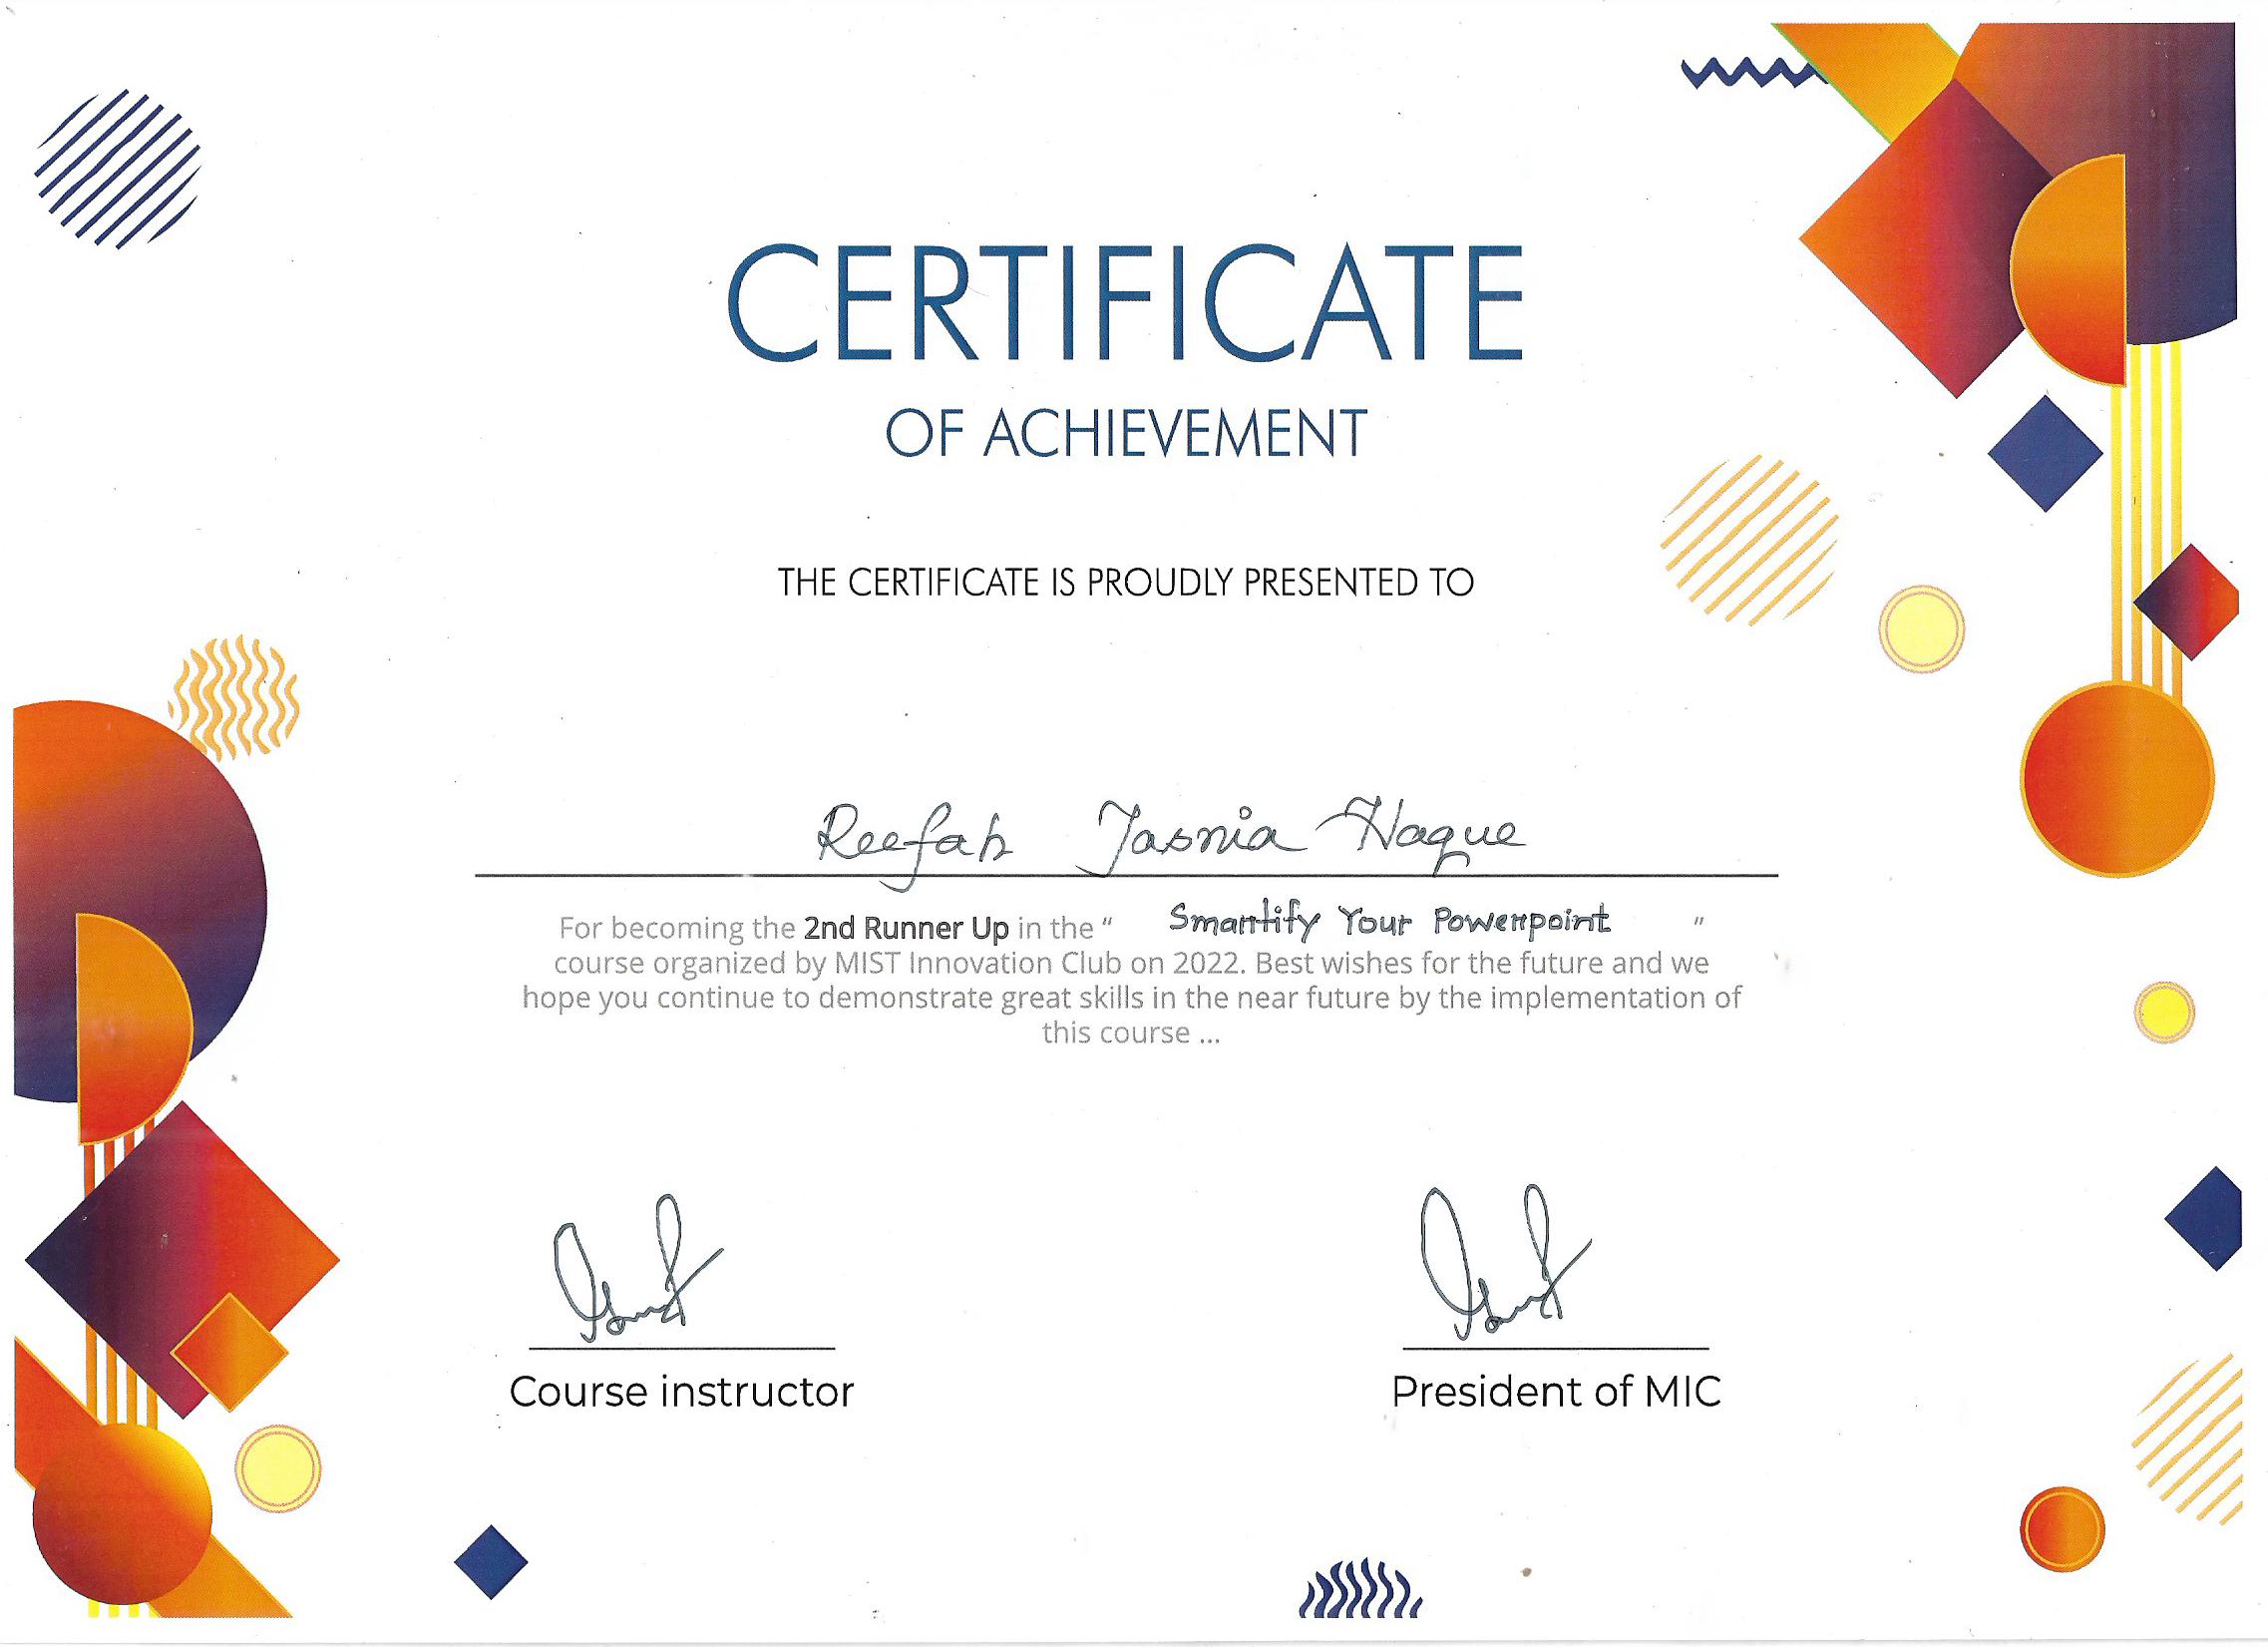 CERTIFICATE
OF ACHIEVEMENT
THE CERTIFICATE IS PROUDLY PRESENTED TO
Reefah Tasnia Haque
For becoming the 2nd Runner Up in the " Smartify Your Powerpoint "
course organized by MIST Innovation Club on 2022. Best wishes for the future and we
hope you continue to demonstrate great skills in the near future by the implementation of
this course ...
Course instructor
President of MIC